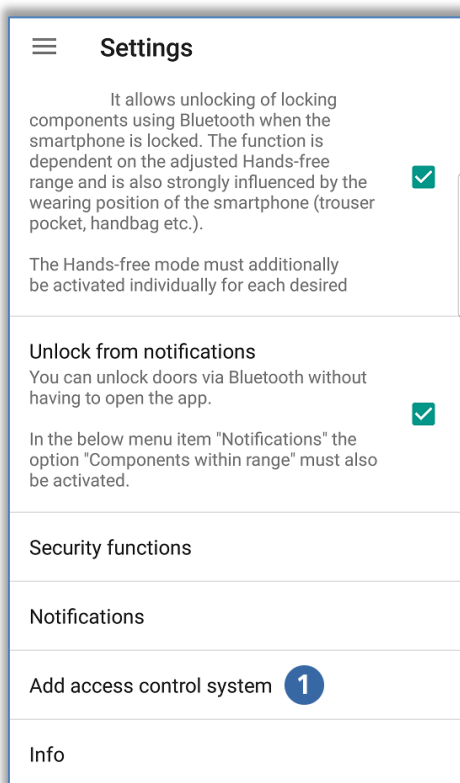 Settings
It allows unlocking of locking
components using Bluetooth when the
smartphone is locked. The function is
dependent on the adjusted Hands-free
range and is also strongly influenced by the
wearing position of the smartphone (trouser
pocket, handbag etc.).
The Hands-free mode must additionally
be activated individually for each desired
Unlock from notifications
You can unlock doors via Bluetooth without
having to open the app.
In the below menu item "Notifications" the
option "Components within range" must also
be activated.
Security functions
Notifications
Add access control system 1
Info